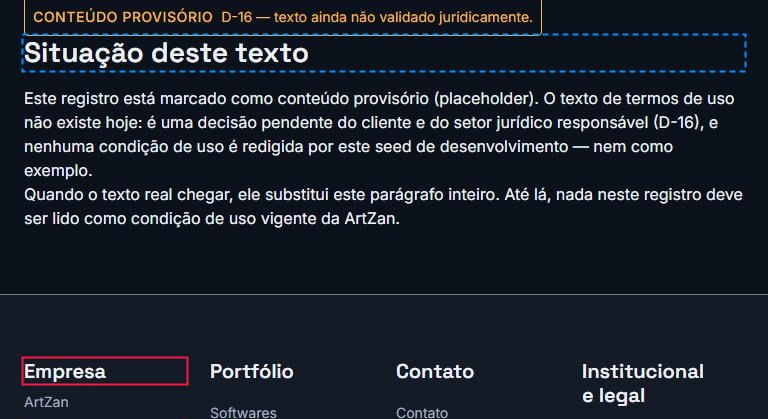 CONTEÚDO PROVISÓRIO D-16 — texto ainda não validado juridicamente.
Situação deste texto
Este registro está marcado como conteúdo provisório (placeholder). O texto de termos de uso
não existe hoje: é uma decisão pendente do cliente e do setor jurídico responsável (D-16), e
nenhuma condição de uso é redigida por este seed de desenvolvimento — nem como
exemplo.
Quando o texto real chegar, ele substitui este parágrafo inteiro. Até lá, nada neste registro deve
ser lido como condição de uso vigente da ArtZan.
Empresa
ArtZan
Portfólio
Softwares
Contato
Contato
Institucional
e legal